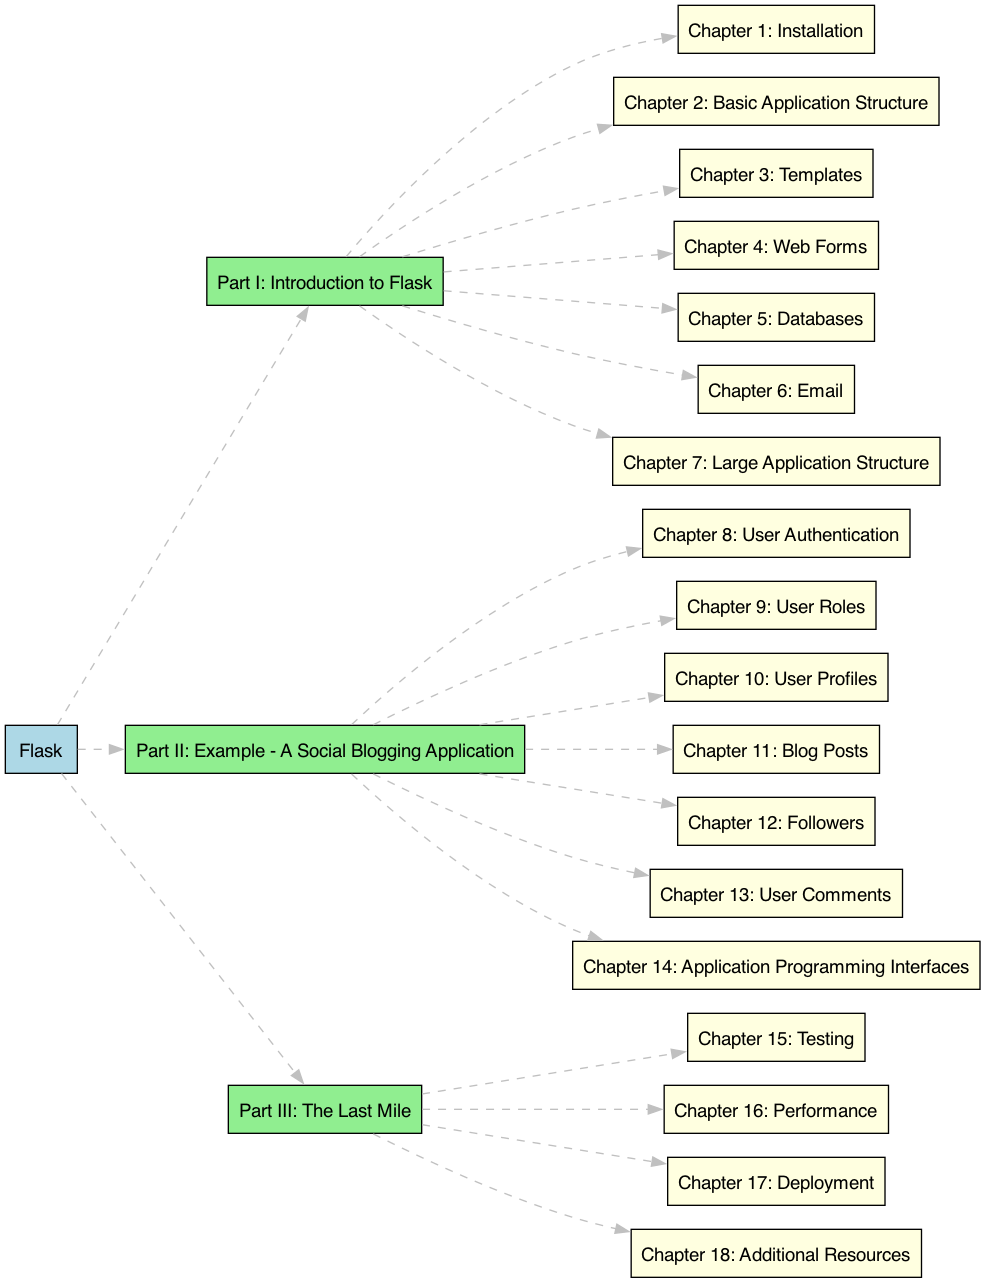 Flask
Part I: Introduction to Flask
Chapter 1: Installation
Chapter 2: Basic Application Structure
Chapter 3: Templates
Chapter 4: Web Forms
Chapter 5: Databases
Chapter 6: Email
Chapter 7: Large Application Structure
Part II: Example - A Social Blogging Application
Chapter 8: User Authentication
Chapter 9: User Roles
Chapter 10: User Profiles
Chapter 11: Blog Posts
Chapter 12: Followers
Chapter 13: User Comments
Chapter 14: Application Programming Interfaces
Part III: The Last Mile
Chapter 15: Testing
Chapter 16: Performance
Chapter 17: Deployment
Chapter 18: Additional Resources